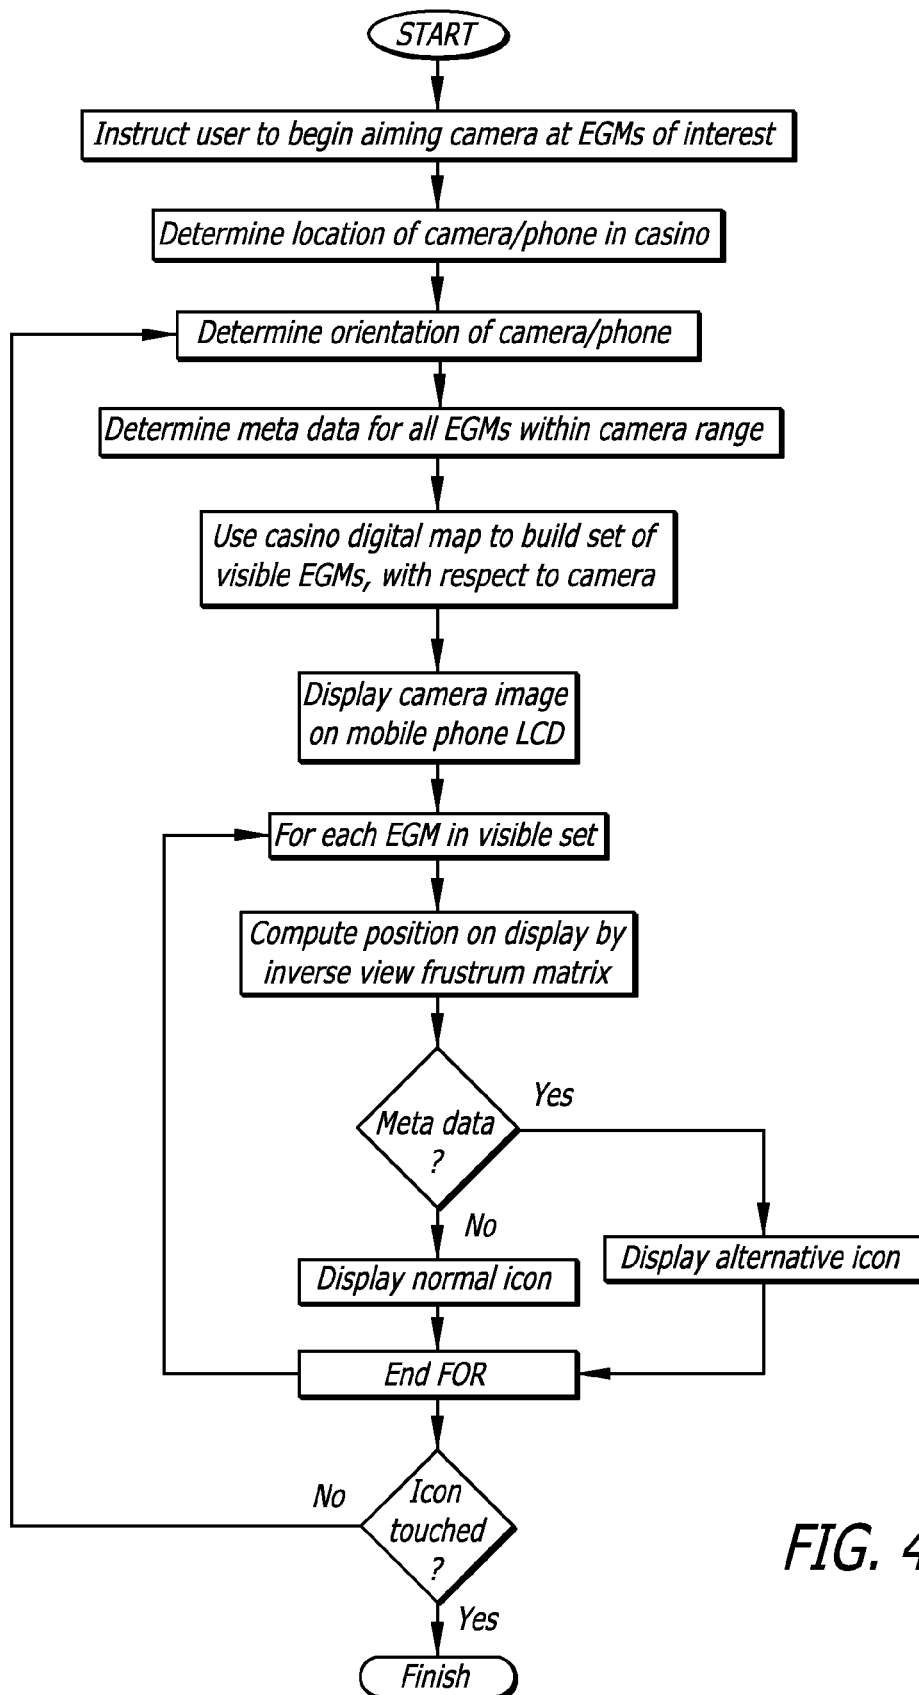 START
Instruct user to begin aiming camera at EGMs of interest
Determine location of camera/phone in casino
Determine orientation of camera/phone
Determine meta data for all EGMs within camera range
Use casino digital map to build set of
visible EGMs, with respect to camera
Display camera image
on mobile phone LCD
For each EGM in visible set
Compute position on display by
inverse view frustrum matrix
Meta data
?
Yes
No
Display normal icon
Display alternative icon
End FOR
Icon
touched
?
No
Yes
Finish
FIG. 4